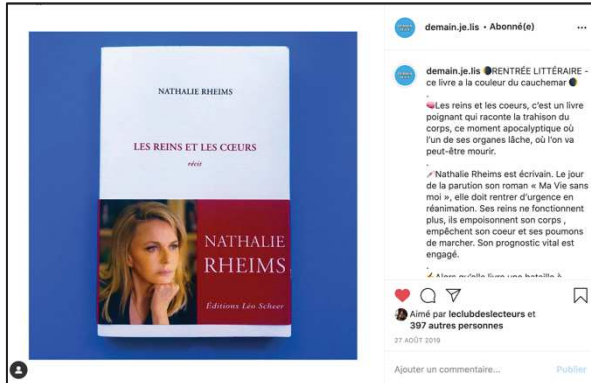 NATHALIE RHEIMS
LES REINS ET LES CŒURS
récit
NATHALIE
RHEIMS
Éditions Léo Scheer
demain.je.lis • Abonné(e)
demain.je.lis RENTRÉE LITTÉRAIRE -
ce livre a la couleur du cauchemar
.
Les reins et les coeurs, c'est un livre
poignant qui raconte la trahison du
corps, ce moment apocalyptique où
l'un de ses organes lâche, où l'on va
peut-être mourir.
.
Nathalie Rheims est écrivain. Le jour
de la parution son roman « Ma Vie sans
moi », elle doit rentrer d'urgence en
réanimation. Ses reins ne fonctionnent
plus, ils empoisonnent son corps ,
empêchent son coeur et ses poumons
de marcher. Son prognostic vital est
engagé.
.
Alors qu'elle livre une bataille à
Aimé par leclubdeslecteurs et
397 autres personnes
27 AOÛT 2019
Ajouter un commentaire...
Publier